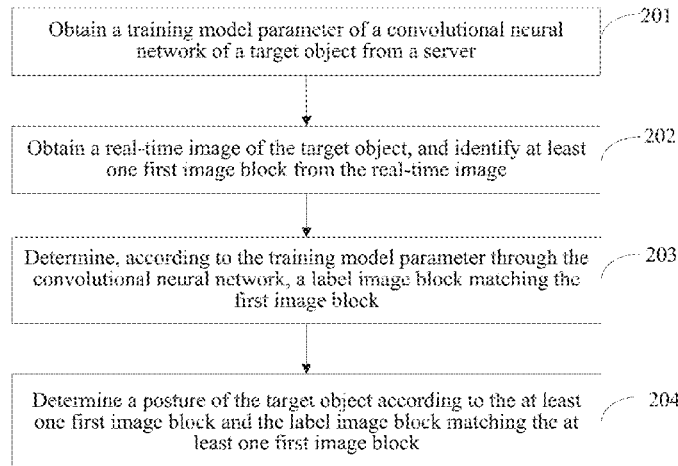 Obtain a training model parameter of a convolutional neural
network of a target object from a server
201
Obtain a real-time image of the target object, and identify at least
one first image block from the real-time image
202
Determine, according to the training model parameter through the
convolutional neural network, a label image block matching the
first image block
203
Determine a posture of the target object according to the at least
one first image block and the label image block matching the at
least one first image block
204